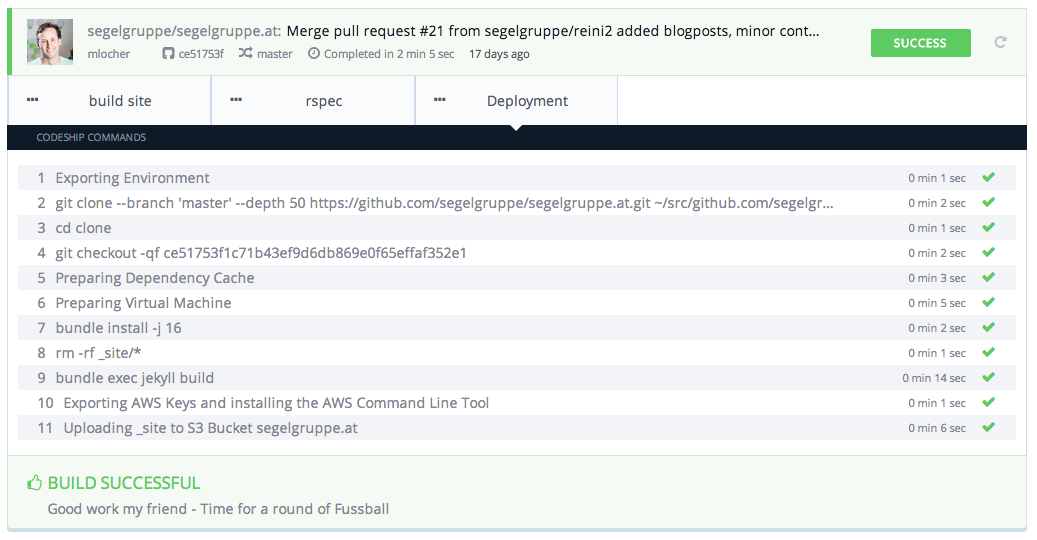 segelgruppe/segelgruppe.at: Merge pull request #21 from segelgruppe/reini2 added blogposts, minor cont...
SUCCESS
mlocher ce51753f master Completed in 2 min 5 sec 17 days ago
build site rspec Deployment
CODESHIP COMMANDS
1 Exporting Environment 0 min 1 sec
2 git clone --branch 'master' --depth 50 https://github.com/segelgruppe/segelgruppe.at.git ~/src/github.com/segelgr... 0 min 2 sec
3 cd clone 0 min 1 sec
4 git checkout -qf ce51753f1c71b43ef9d6db869e0f65effaf352e1 0 min 2 sec
5 Preparing Dependency Cache 0 min 3 sec
6 Preparing Virtual Machine 0 min 5 sec
7 bundle install -j 16 0 min 2 sec
8 rm -rf _site/* 0 min 1 sec
9 bundle exec jekyll build 0 min 14 sec
10 Exporting AWS Keys and installing the AWS Command Line Tool 0 min 1 sec
11 Uploading _site to S3 Bucket segelgruppe.at 0 min 6 sec
BUILD SUCCESSFUL
Good work my friend - Time for a round of Fussball